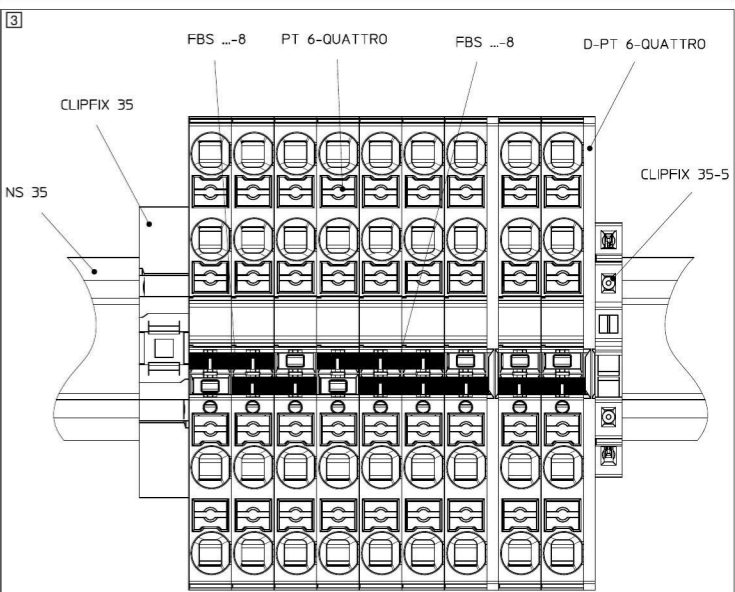 3
FBS ...-8
PT 6-QUATTRO
FBS ...-8
D-PT 6-QUATTRO
CLIPFIX 35
CLIPFIX 35-5
NS 35